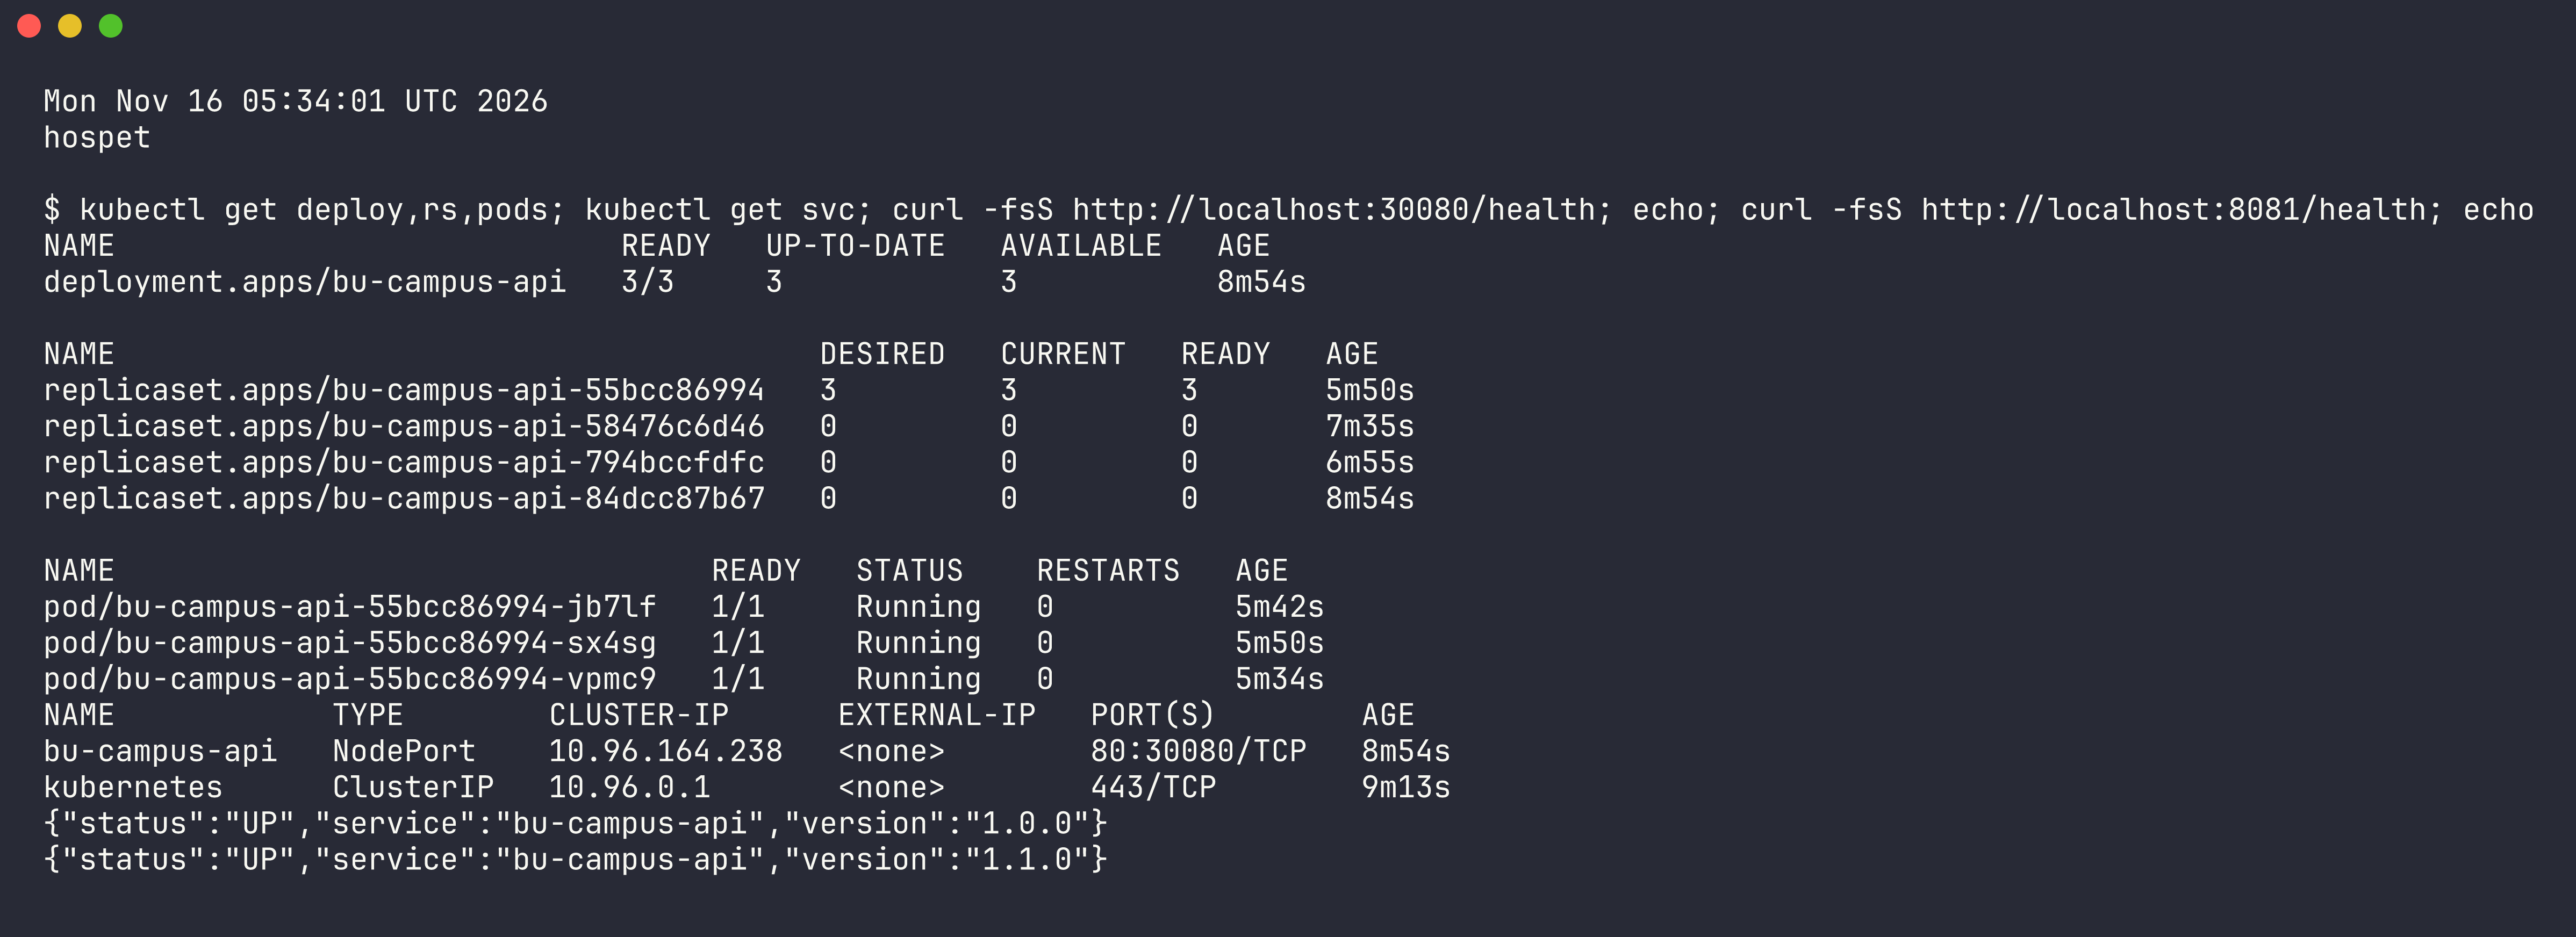 Mon Nov 16 05:34:01 UTC 2026
hospet
$ kubectl get deploy,rs,pods; kubectl get svc; curl -fsS http://localhost:30080/health; echo; curl -fsS http://localhost:8081/health; echo
NAME                            READY   UP-TO-DATE   AVAILABLE   AGE
deployment.apps/bu-campus-api   3/3     3            3           8m54s
NAME                                       DESIRED   CURRENT   READY   AGE
replicaset.apps/bu-campus-api-55bcc86994   3         3         3       5m50s
replicaset.apps/bu-campus-api-58476c6d46   0         0         0       7m35s
replicaset.apps/bu-campus-api-794bccfdfc   0         0         0       6m55s
replicaset.apps/bu-campus-api-84dcc87b67   0         0         0       8m54s
NAME                                 READY   STATUS    RESTARTS   AGE
pod/bu-campus-api-55bcc86994-jb7lf   1/1     Running   0          5m42s
pod/bu-campus-api-55bcc86994-sx4sg   1/1     Running   0          5m50s
pod/bu-campus-api-55bcc86994-vpmc9   1/1     Running   0          5m34s
NAME            TYPE        CLUSTER-IP      EXTERNAL-IP   PORT(S)        AGE
bu-campus-api   NodePort    10.96.164.238   <none>        80:30080/TCP   8m54s
kubernetes      ClusterIP   10.96.0.1       <none>        443/TCP        9m13s
{"status":"UP","service":"bu-campus-api","version":"1.0.0"}
{"status":"UP","service":"bu-campus-api","version":"1.1.0"}